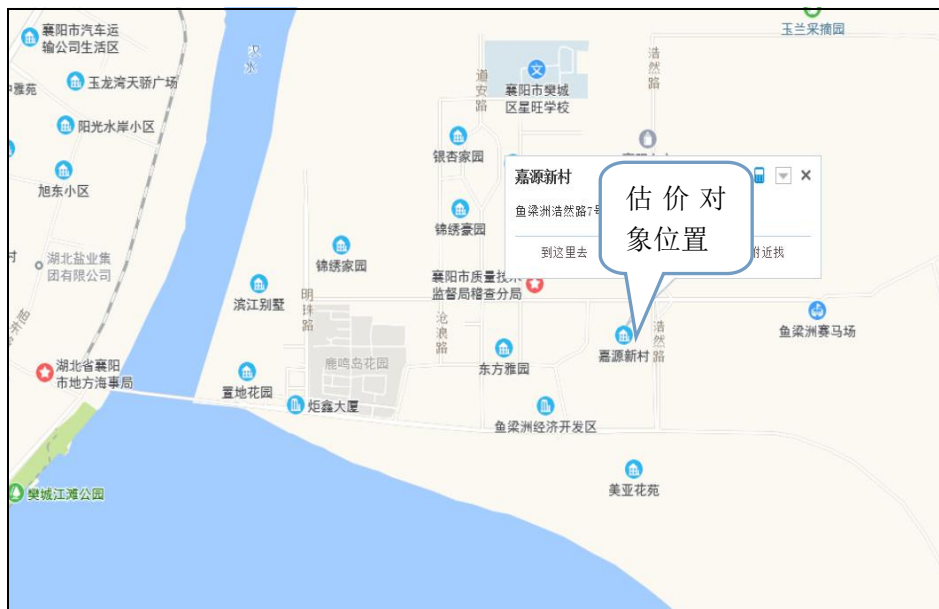 襄阳市汽车运
输公司生活区
玉龙湾天骄广场
雅苑
阳光水岸小区
旭东小区
村
湖北盐业集
团有限公司
湖北省襄阳
市地方海事局
樊城江滩公园
水
玉兰采摘园
浩然路
道安路
襄阳市樊城
区星旺学校
银杏家园
锦绣豪园
锦绣家园
滨江别墅
明珠路
襄阳市质量技术
监督局稽查分局
沧浪路
鹿鸣岛花园
置地花园
炬鑫大厦
东方雅园
鱼梁洲经济开发区
嘉源新村
浩然路
鱼梁洲赛马场
美亚花苑
嘉源新村
鱼梁洲浩然路7号
到这里去
附近找
估价对
象位置